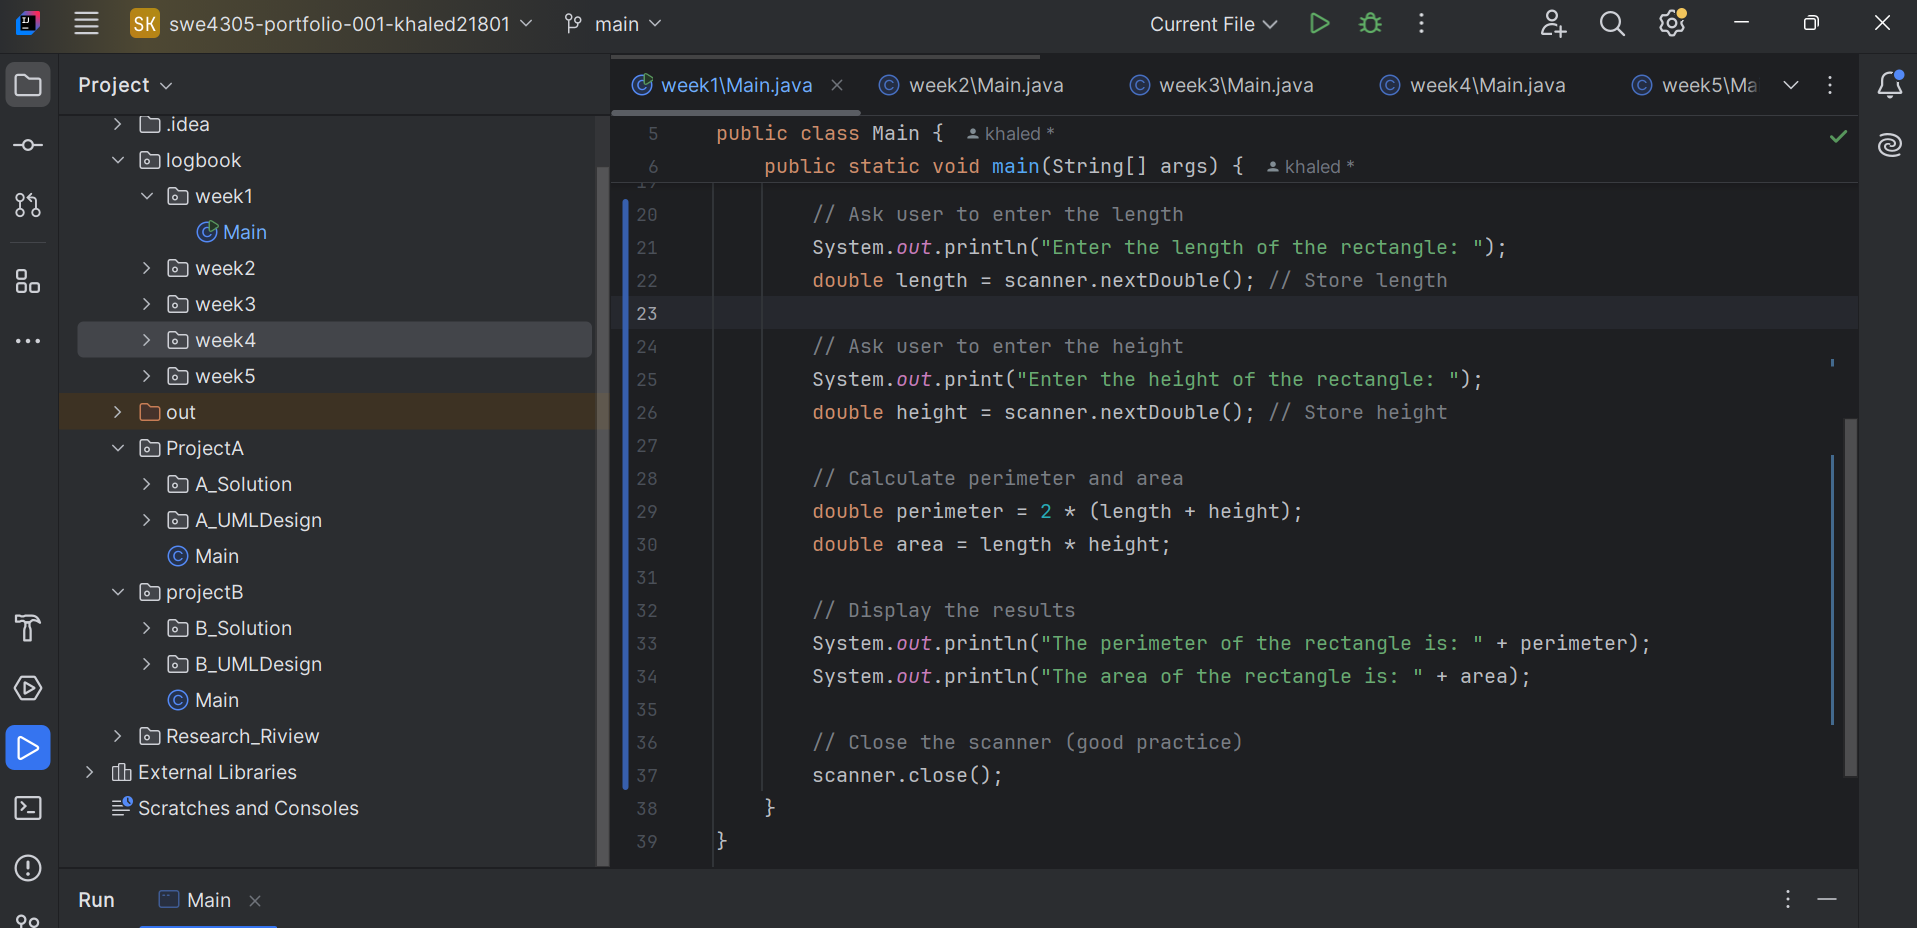 SK swe4305-portfolio-001-khaled21801 main Current File
Project
.idea
logbook
week1
Main
week2
week3
week4
week5
out
ProjectA
A_Solution
A_UMLDesign
Main
projectB
B_Solution
B_UMLDesign
Main
Research_Riview
External Libraries
Scratches and Consoles
week1\Main.java week2\Main.java week3\Main.java week4\Main.java week5\Ma
5 public class Main { khaled *
6 public static void main(String[] args) { khaled *
20 // Ask user to enter the length
21 System.out.println("Enter the length of the rectangle: ");
22 double length = scanner.nextDouble(); // Store length
23
24 // Ask user to enter the height
25 System.out.print("Enter the height of the rectangle: ");
26 double height = scanner.nextDouble(); // Store height
27
28 // Calculate perimeter and area
29 double perimeter = 2 * (length + height);
30 double area = length * height;
31
32 // Display the results
33 System.out.println("The perimeter of the rectangle is: " + perimeter);
34 System.out.println("The area of the rectangle is: " + area);
35
36 // Close the scanner (good practice)
37 scanner.close();
38 }
39 }
Run Main